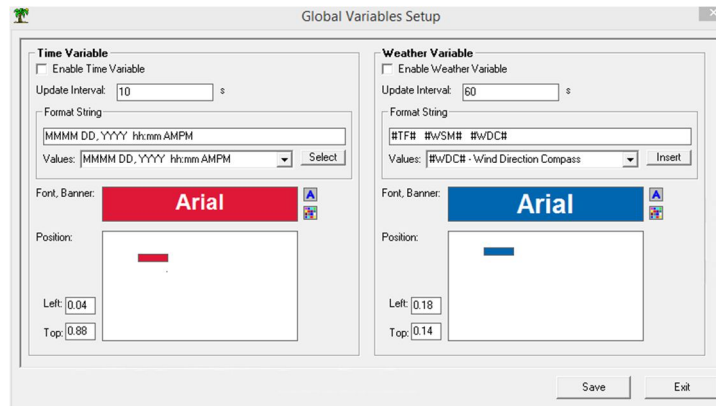 Global Variables Setup
Time Variable
Enable Time Variable
Update Interval: 10 s
Format String
MMMM DD, YYYY hh:mm AMPM
Values: MMMM DD, YYYY hh:mm AMPM Select
Font, Banner: Arial A
Position:
Left: 0.04
Top: 0.88
Weather Variable
Enable Weather Variable
Update Interval: 60 s
Format String
#TF# #WSM# #WDC#
Values: #WDC# - Wind Direction Compass Insert
Font, Banner: Arial A
Position:
Left: 0.18
Top: 0.14
Save Exit